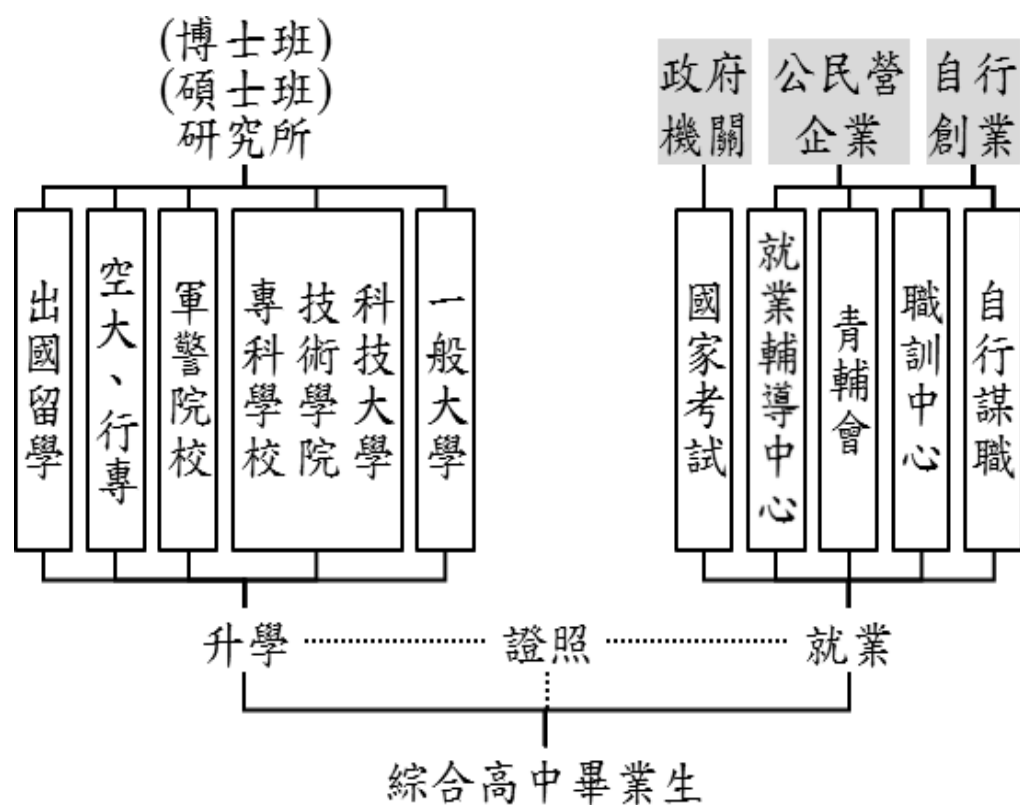 (博士班)
(碩士班)
研究所
政府
機關
公民營
企業
自行
創業
出國留學
空大、行專
軍警院校
專科學校
技術學院
科技大學
一般大學
國家考試
就業輔導中心
青輔會
職訓中心
自行謀職
升學
證照
就業
綜合高中畢業生